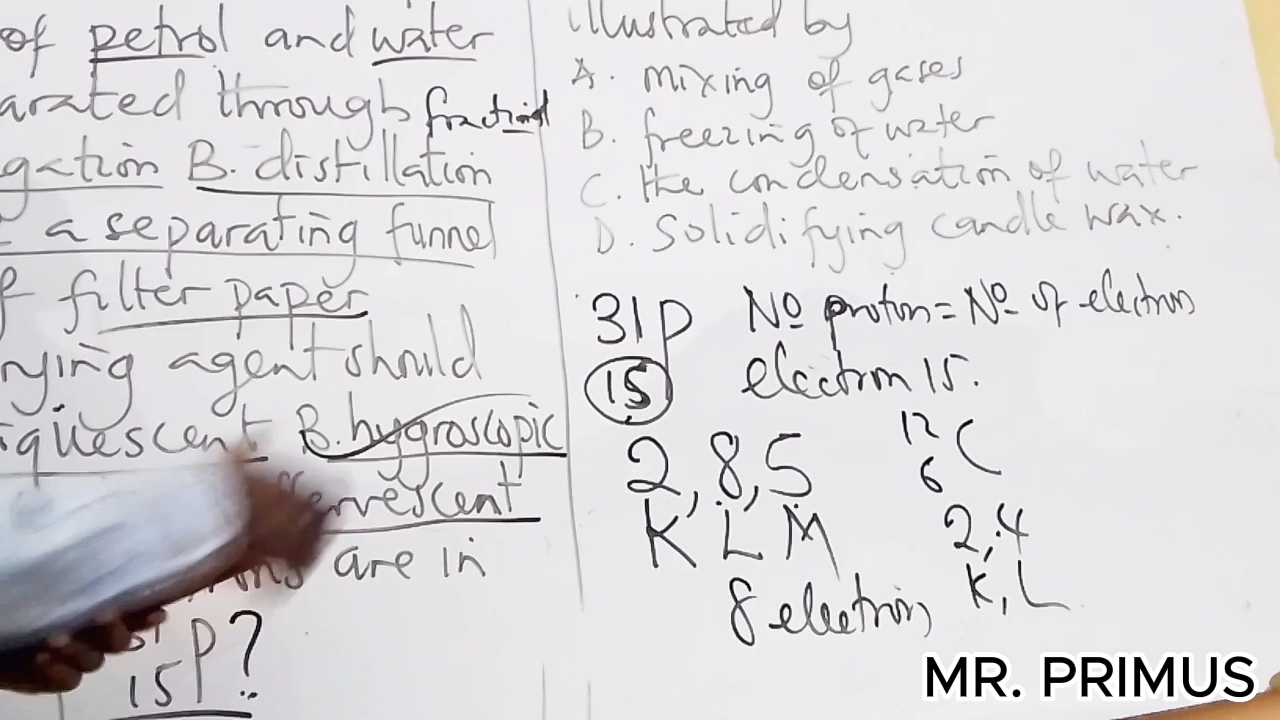 of petrol and water
arated through fractional
gation B. distillation
a separating funnel
f filter paper
rying agent should
iquescent B. hygroscopic
ffervescent
are in
15P?
illustrated by
A. mixing of gases
B. freezing of water
C. the condensation of water
D. Solidifying candle wax.
31P No proton = No of electron
15 electron 15.
2,8,5 12 C
6
K L M 2,4
8 electron, K, L
MR. PRIMUS